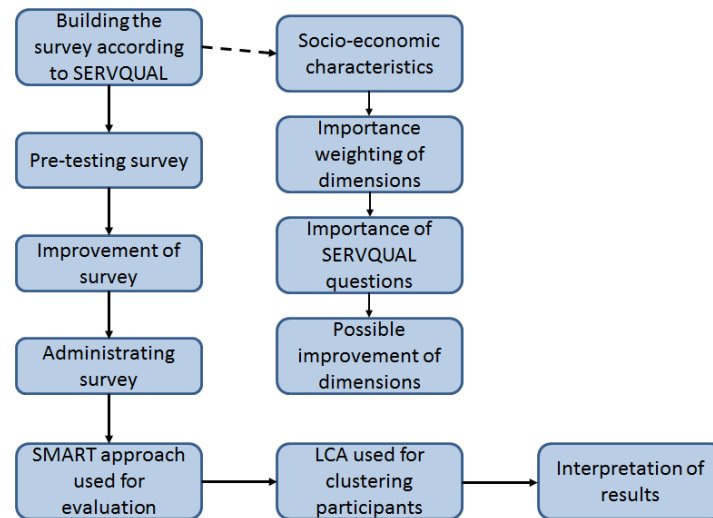 Building the
survey according
to SERVQUAL
Pre-testing survey
Improvement of
survey
Administrating
survey
SMART approach
used for
evaluation
Socio-economic
characteristics
Importance
weighting of
dimensions
Importance of
SERVQUAL
questions
Possible
improvement of
dimensions
LCA used for
clustering
participants
Interpretation of
results